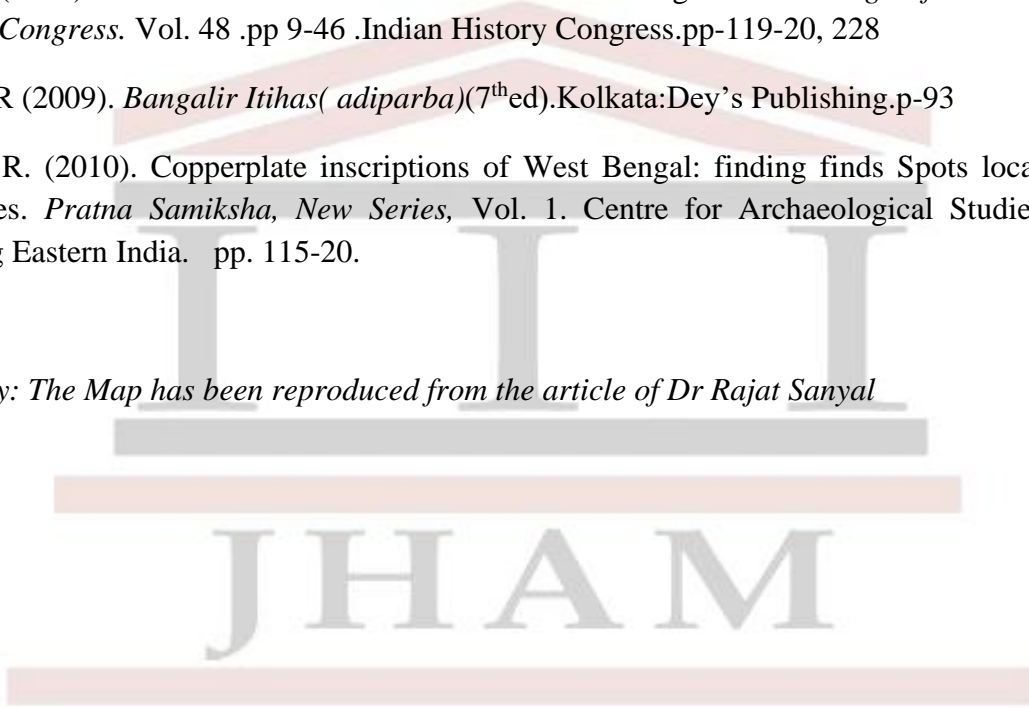 Congress. Vol. 48 .pp 9-46 .Indian History Congress.pp-119-20, 228
R (2009). Bangalir Itihas( adiparba)(7thed).Kolkata:Dey’s Publishing.p-93
R. (2010). Copperplate inscriptions of West Bengal: finding finds Spots
es. Pratna Samiksha, New Series, Vol. 1. Centre for Archaeological
g Eastern India. pp. 115-20.
y: The Map has been reproduced from the article of Dr Rajat Sanyal
JHAM